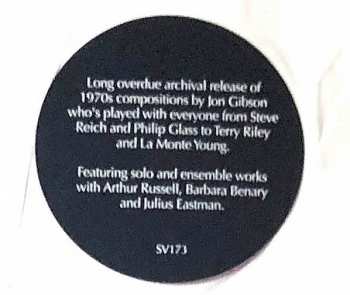 Long overdue archival release of
1970s compositions by Jon Gibson
who's played with everyone from Steve
Reich and Philip Glass to Terry Riley
and La Monte Young.
Featuring solo and ensemble works
with Arthur Russell, Barbara Benary
and Julius Eastman.
SV173